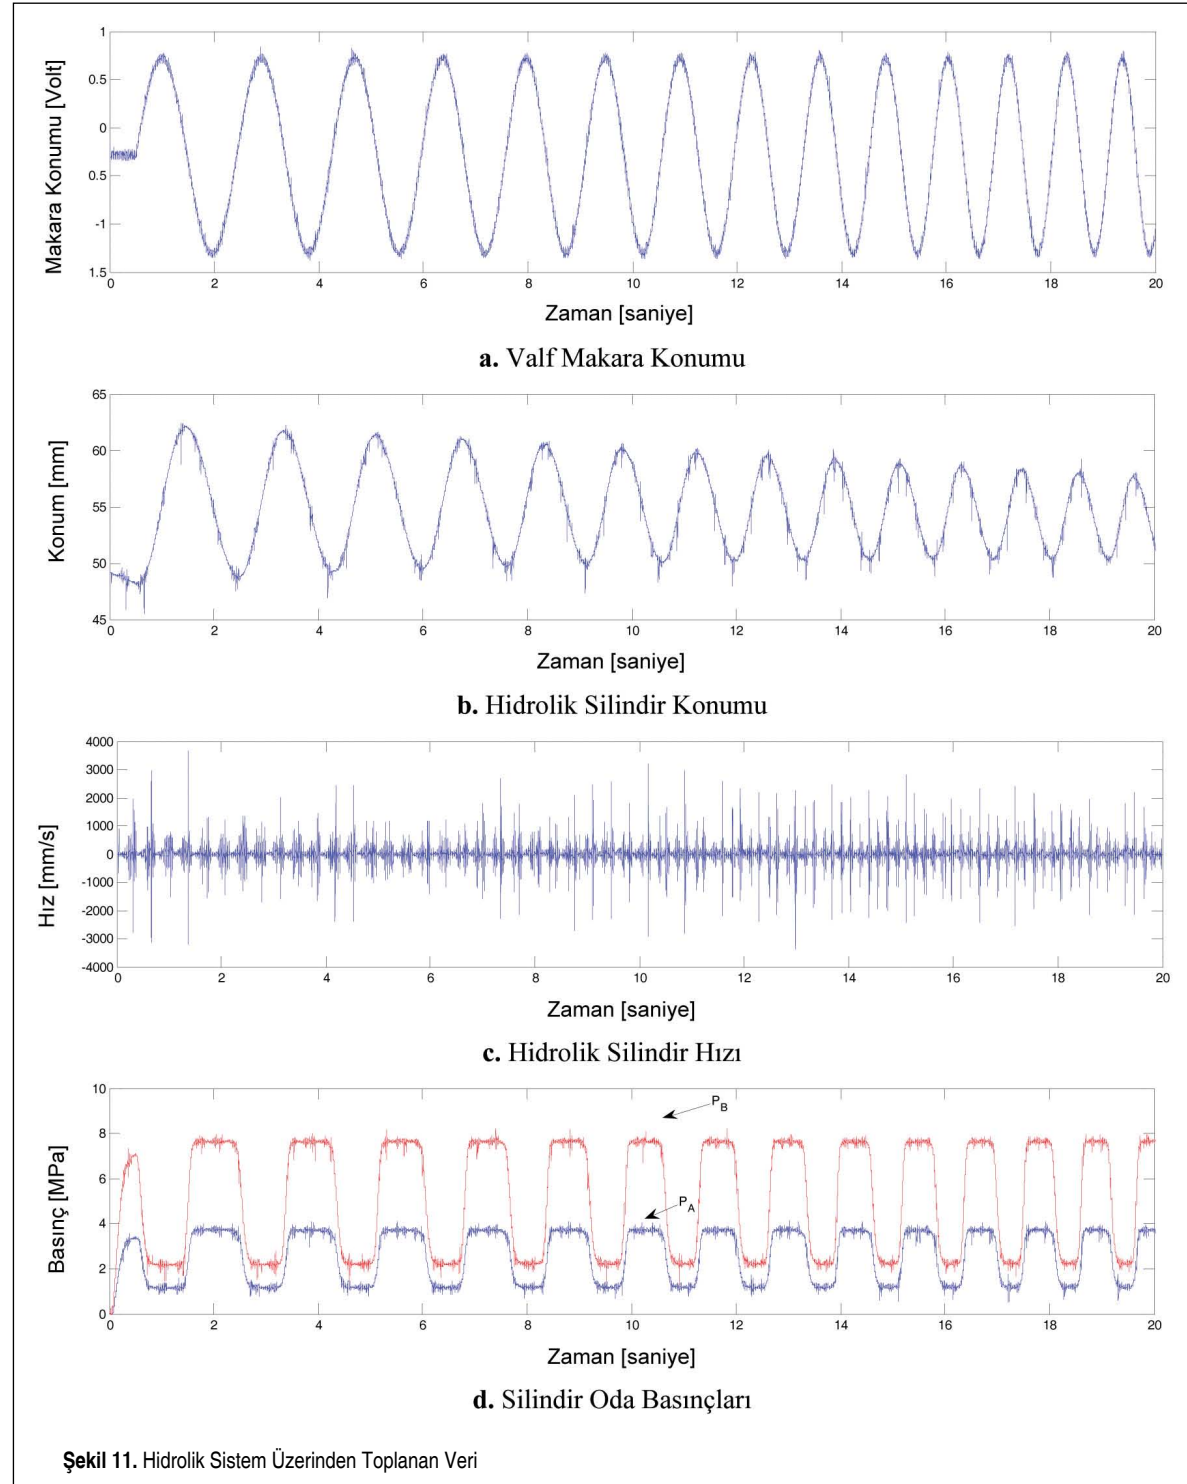 1
0.5
0
0.5
-1
1.5
Makara Konumu [Volt]
0 2 4 6 8 10 12 14 16 18 20
Zaman [saniye]
a. Valf Makara Konumu
65
60
55
50
45
Konum [mm]
0 2 4 6 8 10 12 14 16 18 20
Zaman [saniye]
b. Hidrolik Silindir Konumu
4000
3000
2000
1000
0
-1000
-2000
-3000
-4000
Hız [mm/s]
0 2 4 6 8 10 12 14 16 18 20
Zaman [saniye]
c. Hidrolik Silindir Hızı
10
8
6
4
2
0
Basınç [MPa]
PB
PA
0 2 4 6 8 10 12 14 16 18 20
Zaman [saniye]
d. Silindir Oda Basınçları
Şekil 11. Hidrolik Sistem Üzerinden Toplanan Veri